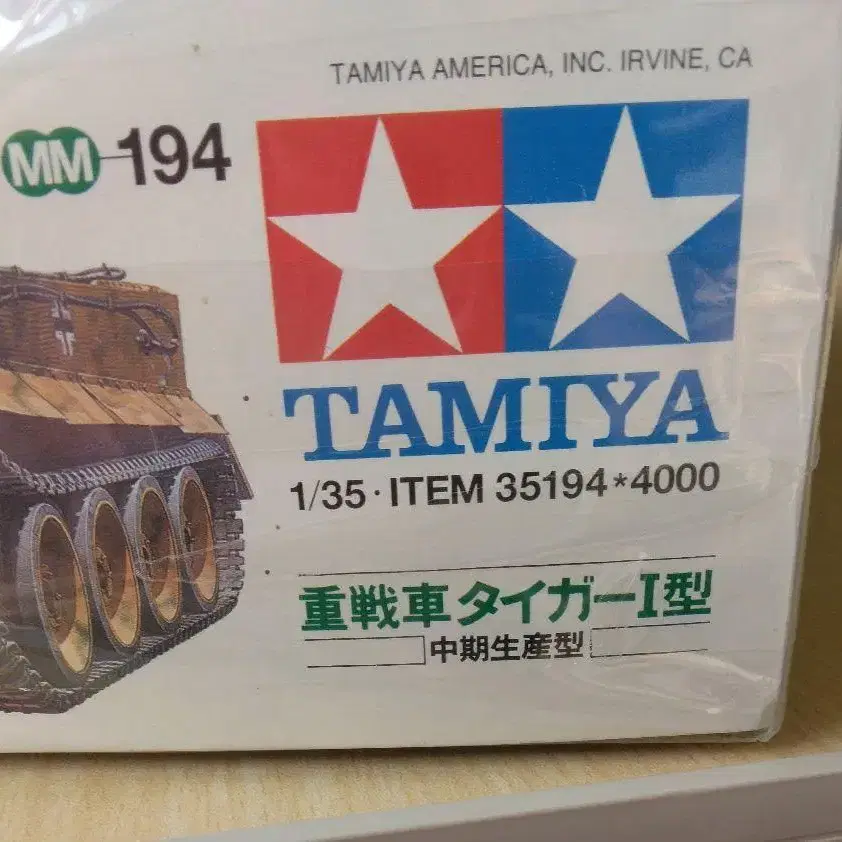 TAMIYA AMERICA, INC. IRVINE, CA
MM-194
TAMIYA
1/35・ITEM 35194*4000
重戦車タイガーI型
中期生産型